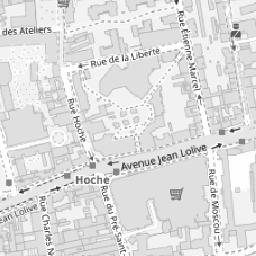 des Ateliers
Rue de la Liberté
Rue Étienne Marcel
Rue Hoche
Avenue Jean Lolive
Hoche
Jean Lolive
Rue du Pré-Saint
Rue de Moscou
Rue Charles N